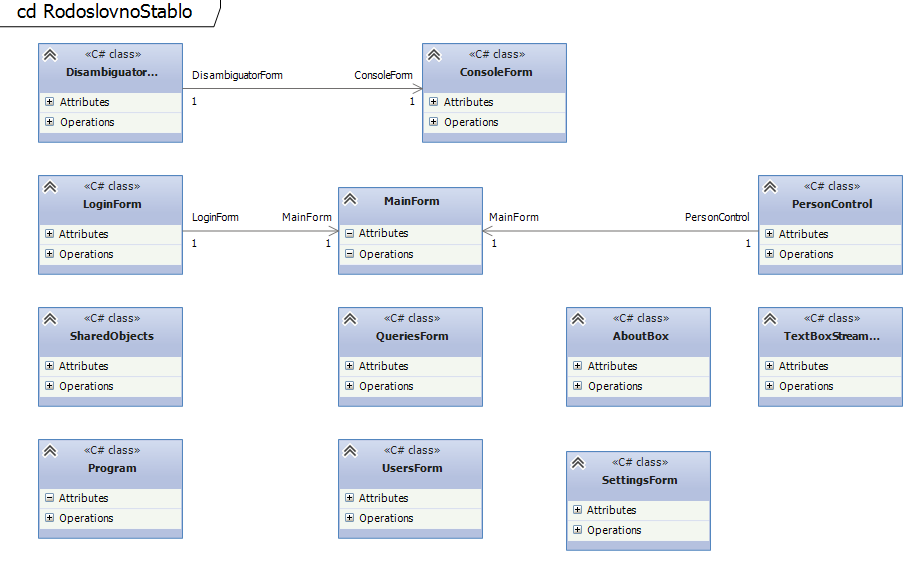 cd RodoslovnoStablo
«C# class»
Disambiguator...
Attributes
Operations
DisambiguatorForm
ConsoleForm
1
1
«C# class»
ConsoleForm
Attributes
Operations
«C# class»
LoginForm
Attributes
Operations
LoginForm
MainForm
1
1
MainForm
Attributes
Operations
MainForm
PersonControl
1
1
«C# class»
PersonControl
Attributes
Operations
«C# class»
SharedObjects
Attributes
Operations
«C# class»
QueriesForm
Attributes
Operations
«C# class»
AboutBox
Attributes
Operations
«C# class»
TextBoxStream...
Attributes
Operations
«C# class»
Program
Attributes
Operations
«C# class»
UsersForm
Attributes
Operations
«C# class»
SettingsForm
Attributes
Operations